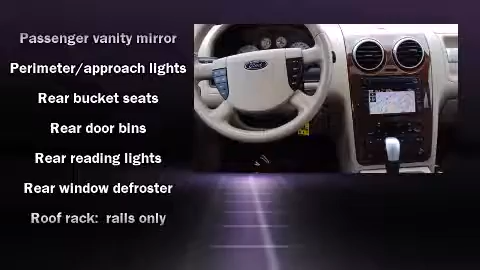 Passenger vanity mirror
Perimeter/approach lights
Rear bucket seats
Rear door bins
Rear reading lights
Rear window defroster
Roof rack:  rails only
Ford